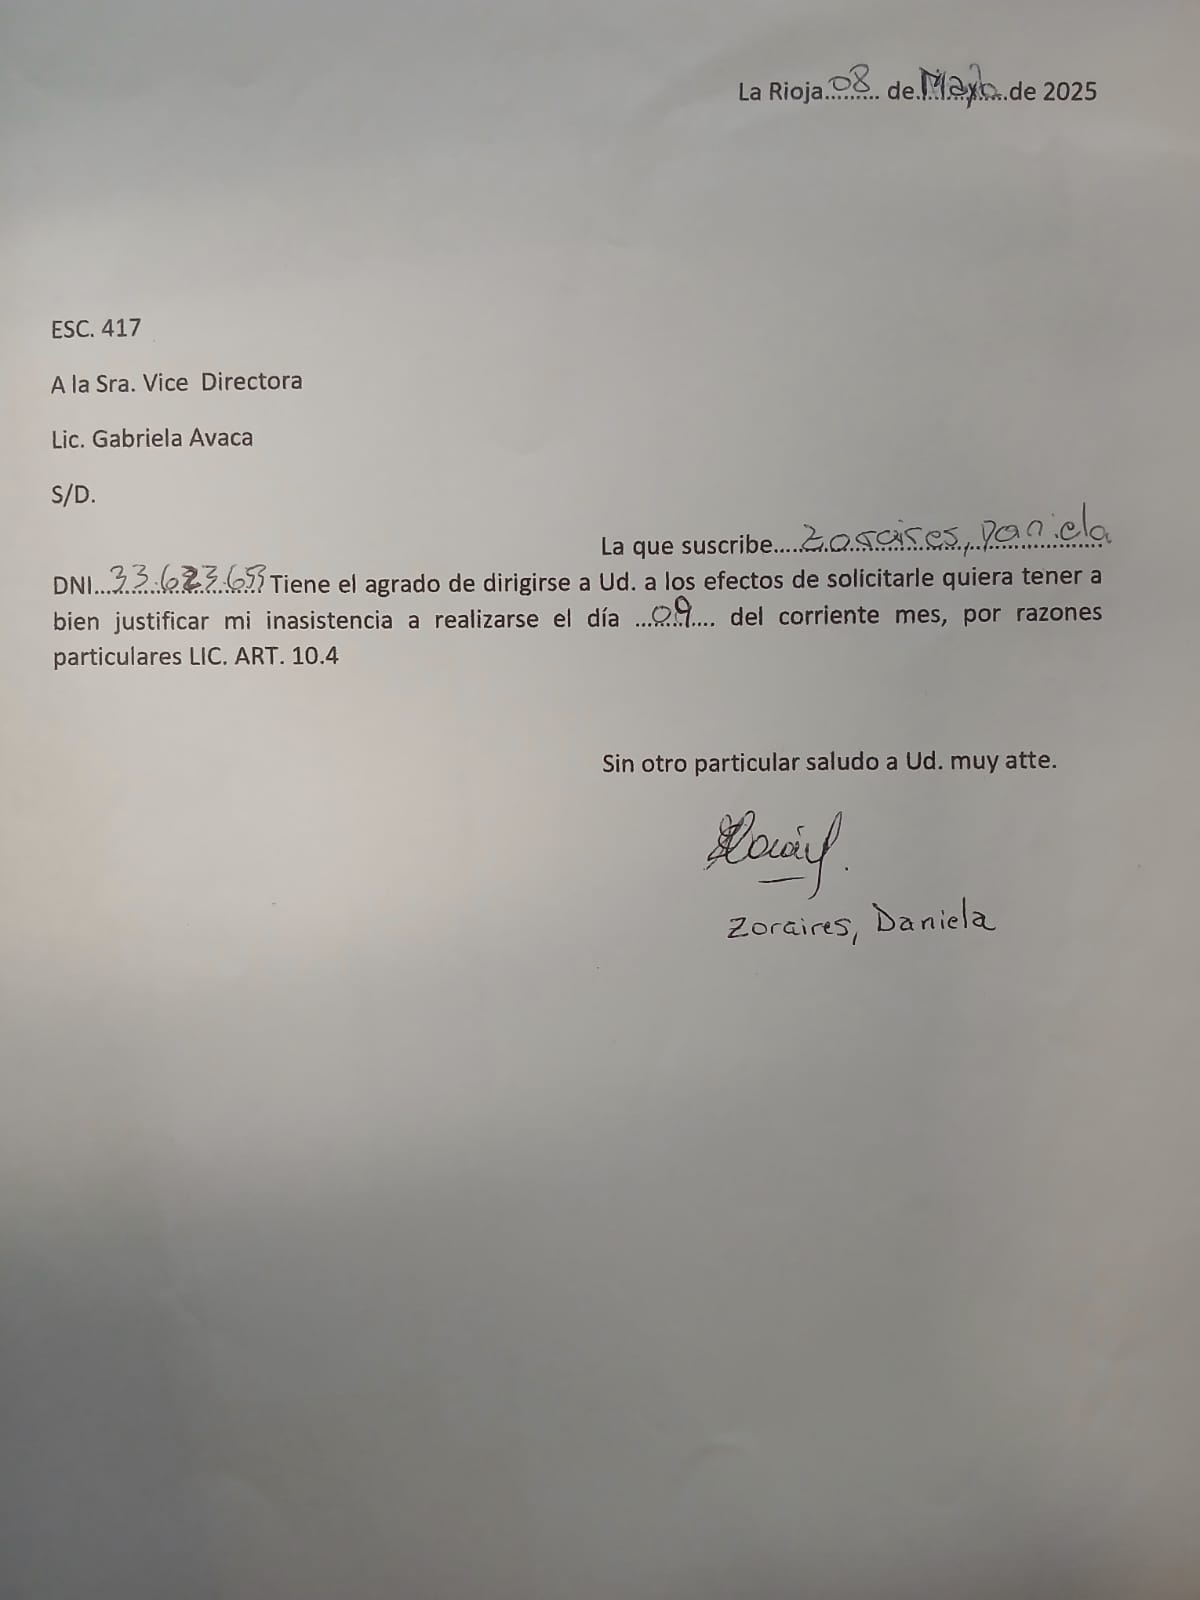 La Rioja 08 de Mayo de 2025
ESC. 417
A la Sra. Vice Directora
Lic. Gabriela Avaca
S/D.
La que suscribe..... Zoraires, Daniela
DNI... 33.623.653 Tiene el agrado de dirigirse a Ud. a los efectos de solicitarle quiera tener a
bien justificar mi inasistencia a realizarse el día ...09.... del corriente mes, por razones
particulares LIC. ART. 10.4
Sin otro particular saludo a Ud. muy atte.
Zoraires, Daniela